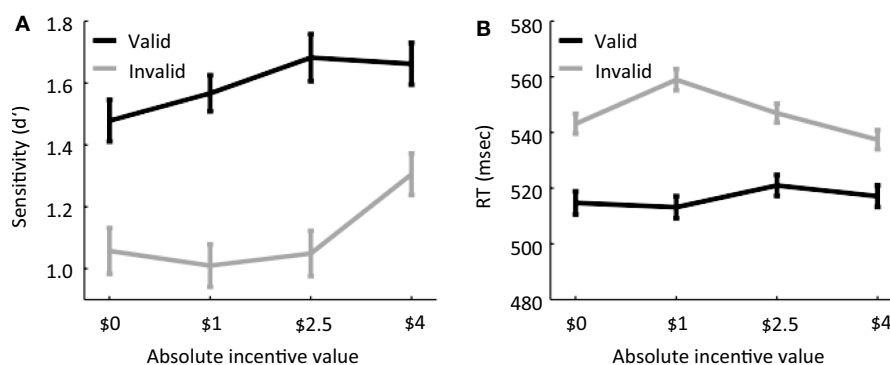 A
Sensitivity (d')
1.8
1.6
1.4
1.2
1.0
Valid
Invalid
$0
$1
$2.5
$4
Absolute incentive value
B
RT (msec)
580
560
540
520
500
480
Valid
Invalid
$0
$1
$2.5
$4
Absolute incentive value